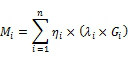 $M_i = \sum_{i=1}^{n} \eta_i \times (\lambda_i \times G_i)$